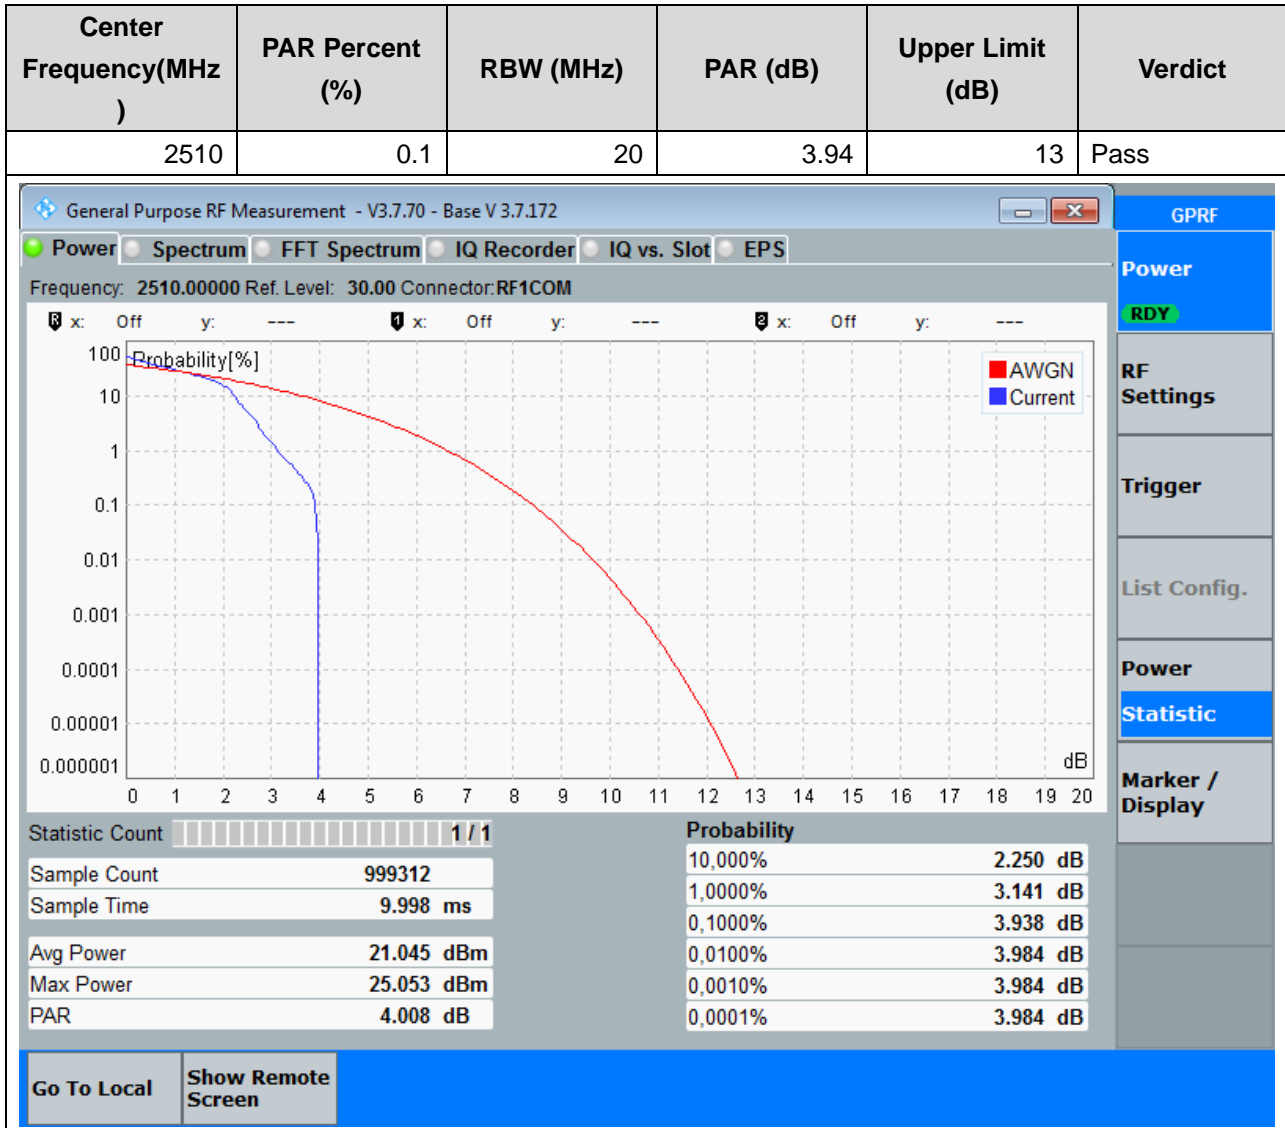 Center Frequency(MHz) PAR Percent (%) RBW (MHz) PAR (dB) Upper Limit (dB) Verdict
2510 0.1 20 3.94 13 Pass
General Purpose RF Measurement - V3.7.70 - Base V 3.7.172
GPRF
Power Spectrum FFT Spectrum IQ Recorder IQ vs. Slot EPS
Frequency: 2510.00000 Ref. Level: 30.00 Connector: RF1COM
R x: Off y: --- 1 x: Off y: --- 2 x: Off y: ---
Probability[%]
AWGN
Current
100
10
1
0.1
0.01
0.001
0.0001
0.00001
0.000001
dB
0 1 2 3 4 5 6 7 8 9 10 11 12 13 14 15 16 17 18 19 20
Statistic Count 1 / 1
Sample Count 999312
Sample Time 9.998 ms
Avg Power 21.045 dBm
Max Power 25.053 dBm
PAR 4.008 dB
Probability
10,000% 2.250 dB
1,0000% 3.141 dB
0,1000% 3.938 dB
0,0100% 3.984 dB
0,0010% 3.984 dB
0,0001% 3.984 dB
Power
RDY
RF
Settings
Trigger
List Config.
Power
Statistic
Marker /
Display
Go To Local
Show Remote
Screen